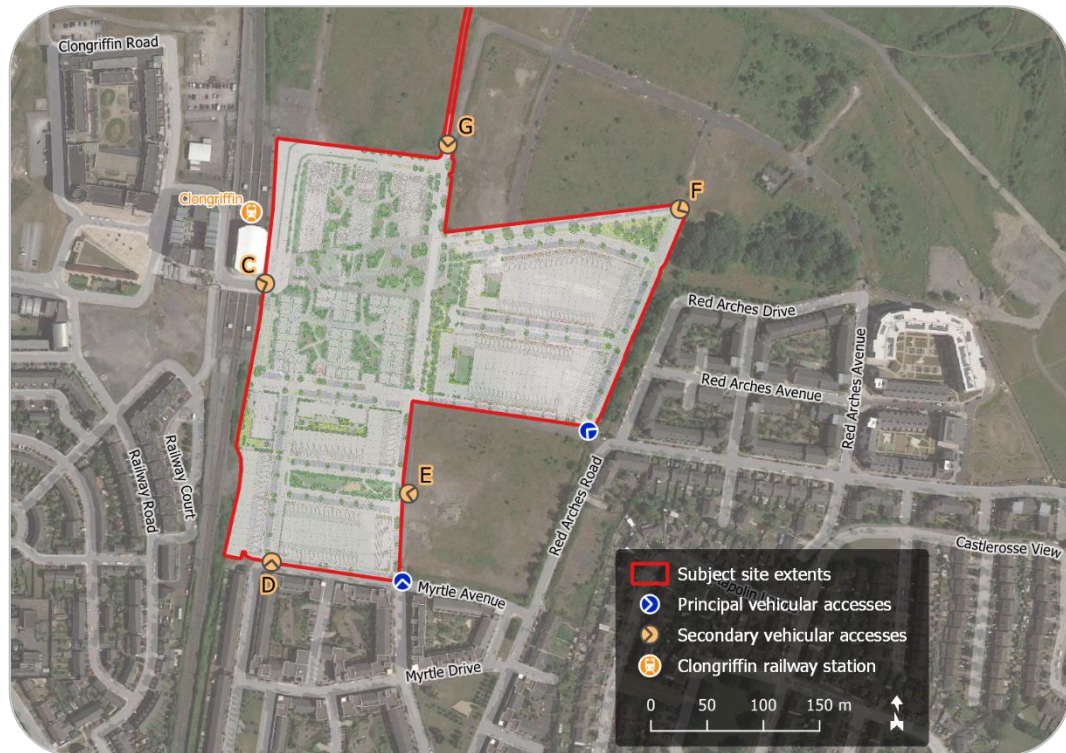 Clongriffin Road
G
F
Clongriffin
C
Red Arches Drive
Red Arches Avenue
Red Arches Avenue
Railway Court
Railway Road
E
Red Arches Road
Castlerosse View
D
Myrtle Avenue
Myrtle Drive
Subject site extents
Principal vehicular accesses
Secondary vehicular accesses
Clongriffin railway station
0 50 100 150 m